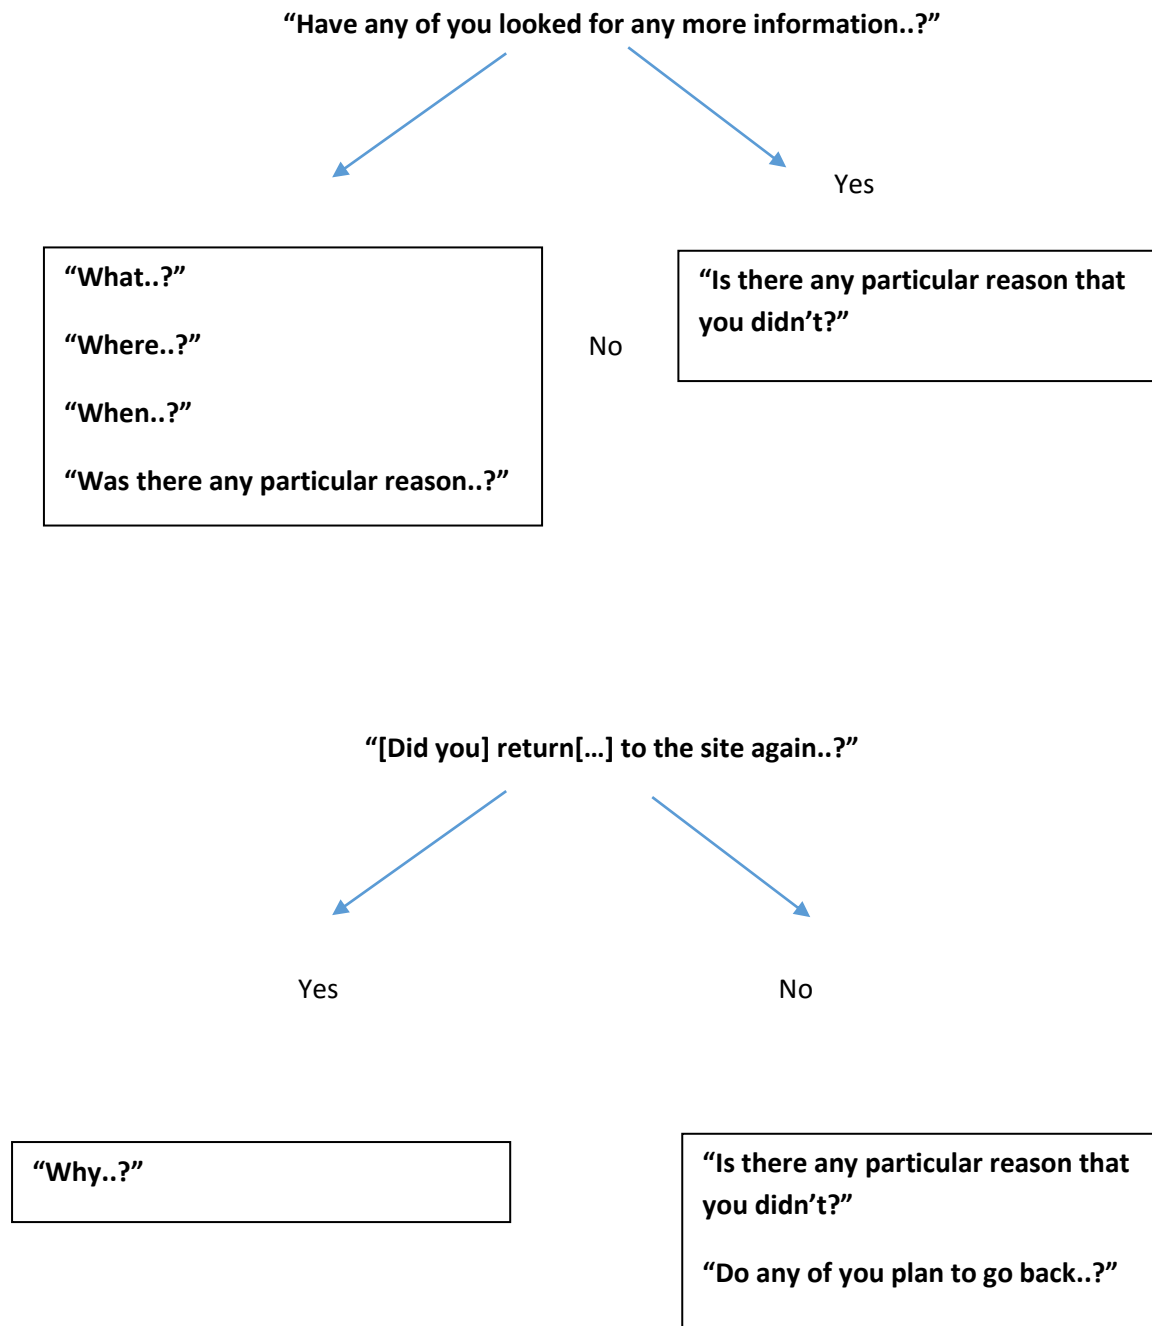 “Have any of you looked for any more information..?”
Yes
“What..?”
“Where..?”
“When..?”
“Was there any particular reason..?”
No
“Is there any particular reason that
you didn’t?”
“[Did you] return[…] to the site again..?”
Yes
No
“Why..?”
“Is there any particular reason that
you didn’t?”
“Do any of you plan to go back..?”